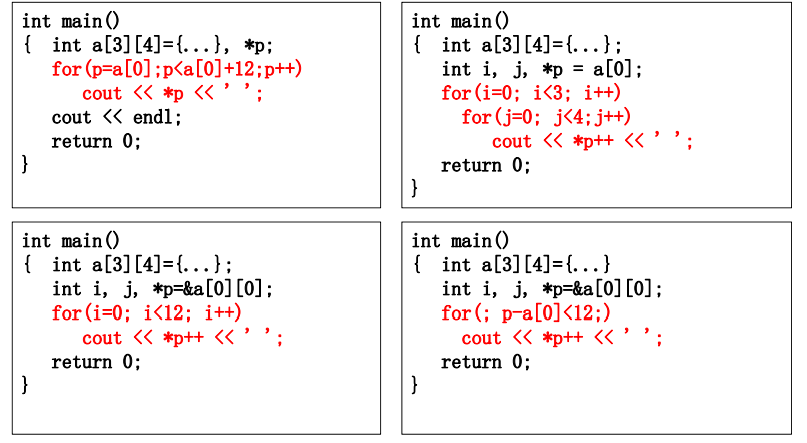 int main()
{  int a[3][4]={...}, *p;
   for(p=a[0];p<a[0]+12;p++)
      cout << *p << ' ';
   cout << endl;
   return 0;
}
int main()
{  int a[3][4]={...};
   int i, j, *p = a[0];
   for(i=0; i<3; i++)
     for(j=0; j<4;j++)
        cout << *p++ << ' ';
   return 0;
}
int main()
{  int a[3][4]={...};
   int i, j, *p=&a[0][0];
   for(i=0; i<12; i++)
      cout << *p++ << ' ';
   return 0;
}
int main()
{  int a[3][4]={...}
   int i, j, *p=&a[0][0];
   for(; p-a[0]<12;)
     cout << *p++ << ' ';
   return 0;
}